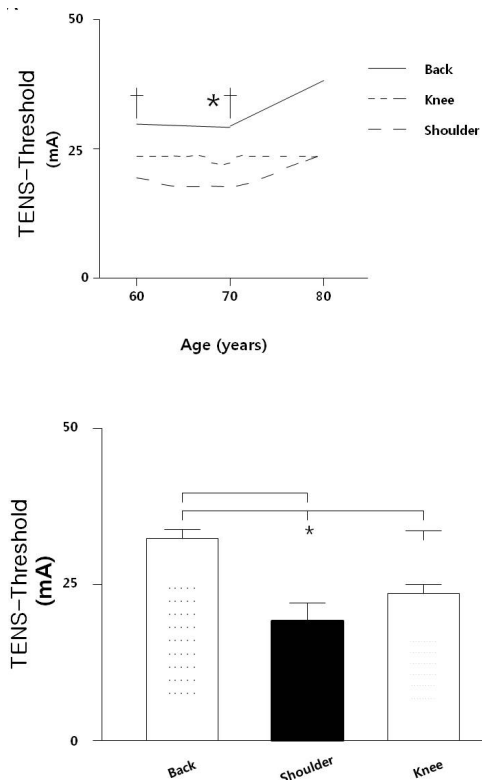 50
Back
Knee
Shoulder
† * †
TENS-Threshold
(mA)
25
0
60 70 80
Age (years)
50
*
TENS-Threshold
(mA)
25
0
Back Shoulder Knee